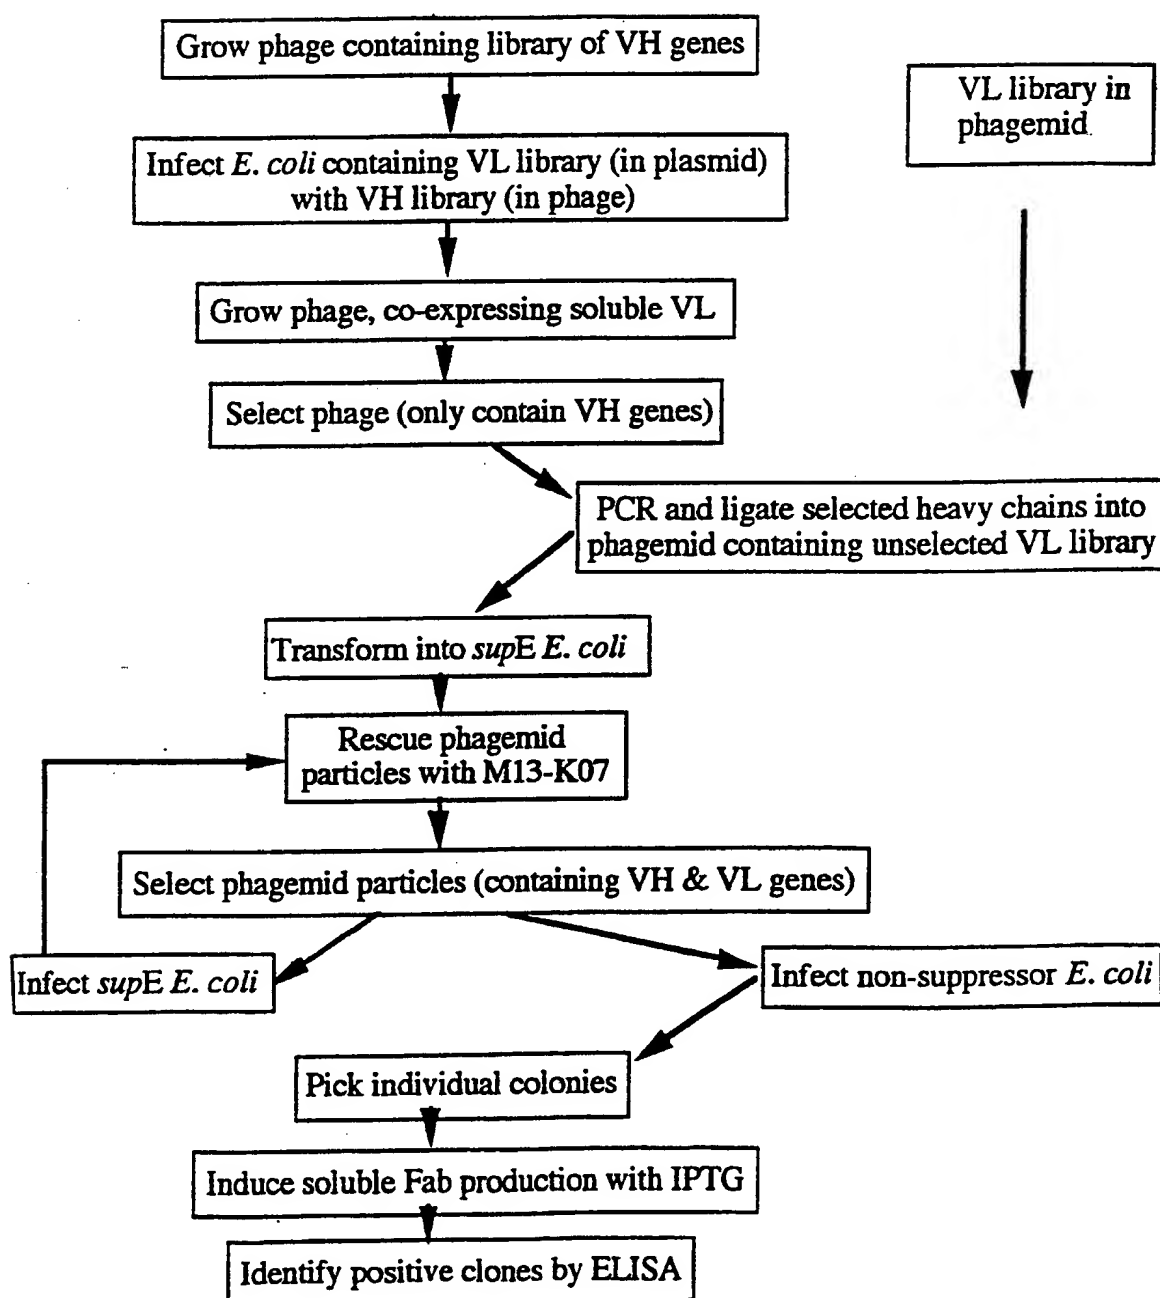 Grow phage containing library of VH genes
VL library in
phagemid.
Infect E. coli containing VL library (in plasmid)
with VH library (in phage)
Grow phage, co-expressing soluble VL
Select phage (only contain VH genes)
PCR and ligate selected heavy chains into
phagemid containing unselected VL library
Transform into supE E. coli
Rescue phagemid
particles with M13-K07
Select phagemid particles (containing VH & VL genes)
Infect supE E. coli
Infect non-suppressor E. coli
Pick individual colonies
Induce soluble Fab production with IPTG
Identify positive clones by ELISA